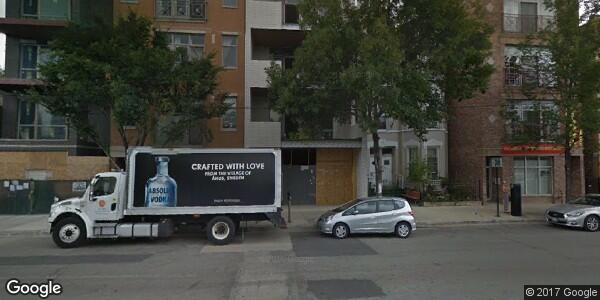 CRAFTED WITH LOVE
FROM THE VILLAGE OF
ÅHUS, SWEDEN
ABSOLUT
VODKA
Google
© 2017 Google